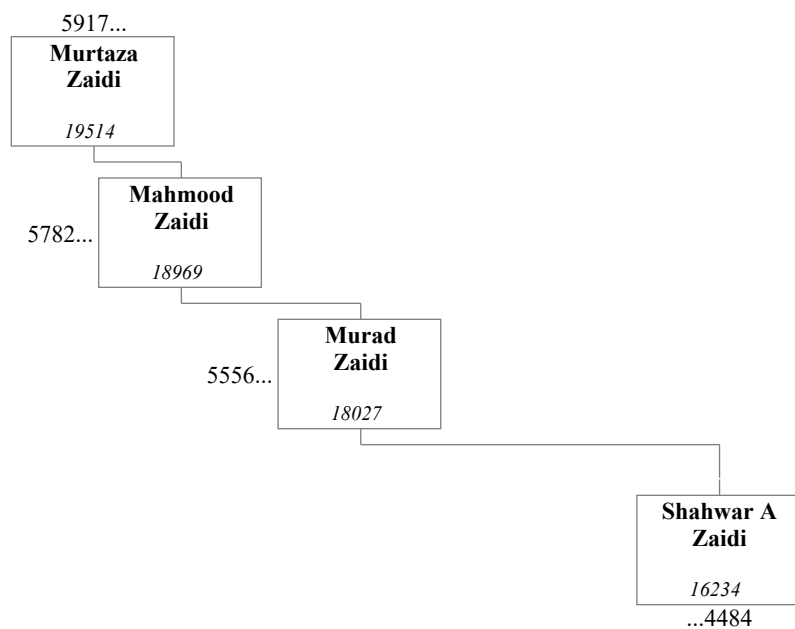 5917...
Murtaza
Zaidi
19514
Mahmood
Zaidi
5782...
18969
Murad
Zaidi
5556...
18027
Shahwar A
Zaidi
16234
...4484